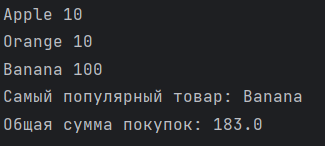 Apple 10
Orange 10
Banana 100
Самый популярный товар: Banana
Общая сумма покупок: 183.0